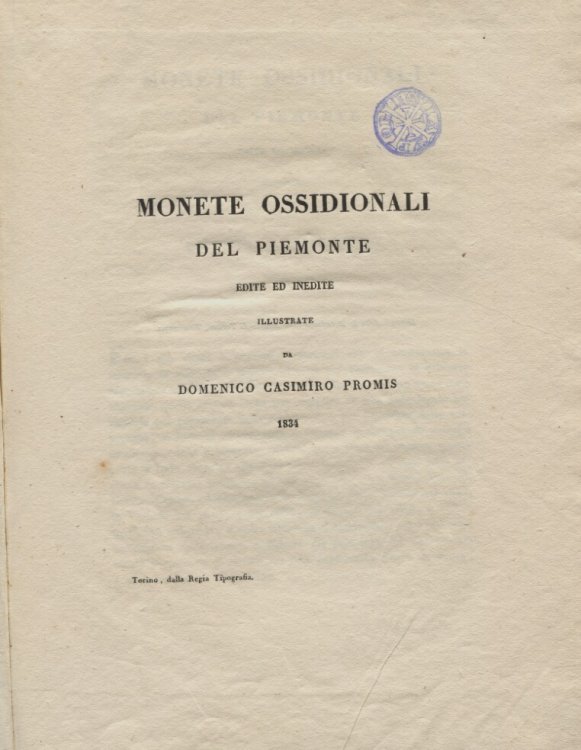 MONETE OSSIDIONALI
DEL PIEMONTE
EDITE ED INEDITE
ILLUSTRATE
DA
DOMENICO CASIMIRO PROMIS
1834
Torino, dalla Regia Tipografia.